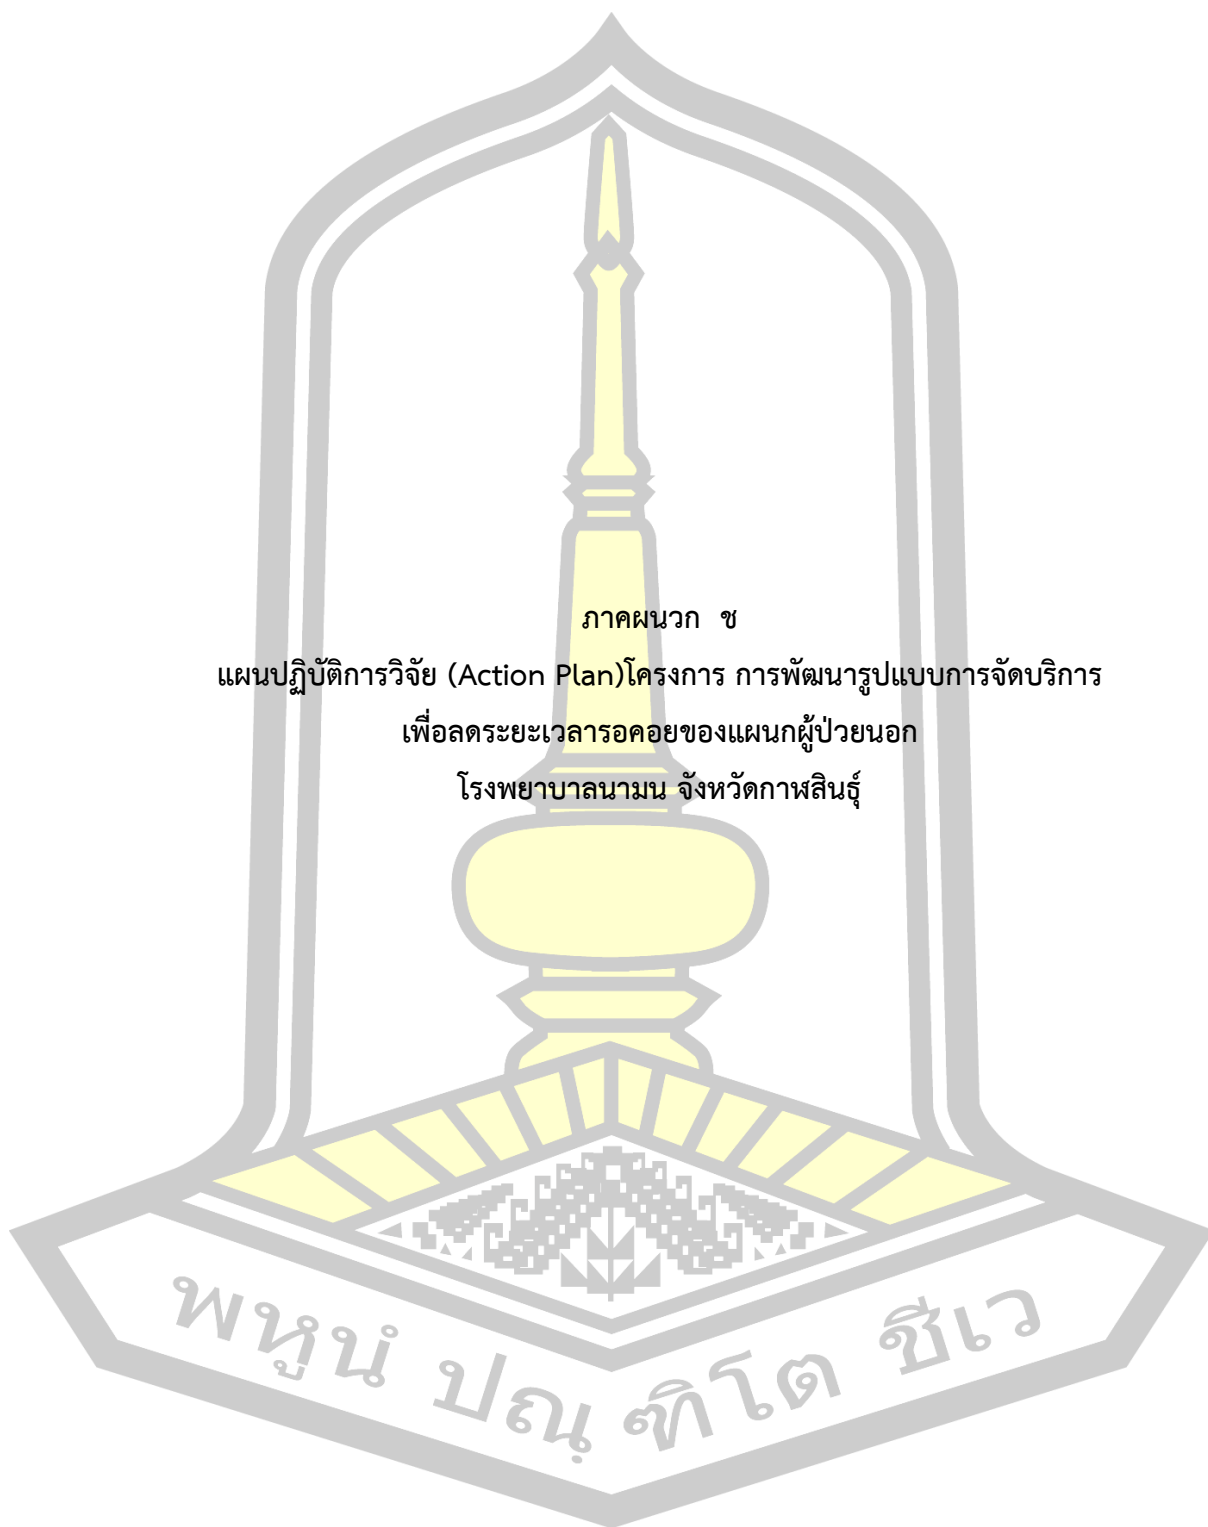 ภาคผนวก ช
แผนปฏิบัติการวิจัย (Action Plan)โครงการ การพัฒนารูปแบบการจัดบริการ
เพื่อลดระยะเวลารอคอยของแผนกผู้ป่วยนอก
โรงพยาบาลนามน จังหวัดกาฬสินธุ์
พหูนํ ปณฺฑิโต ชีเว